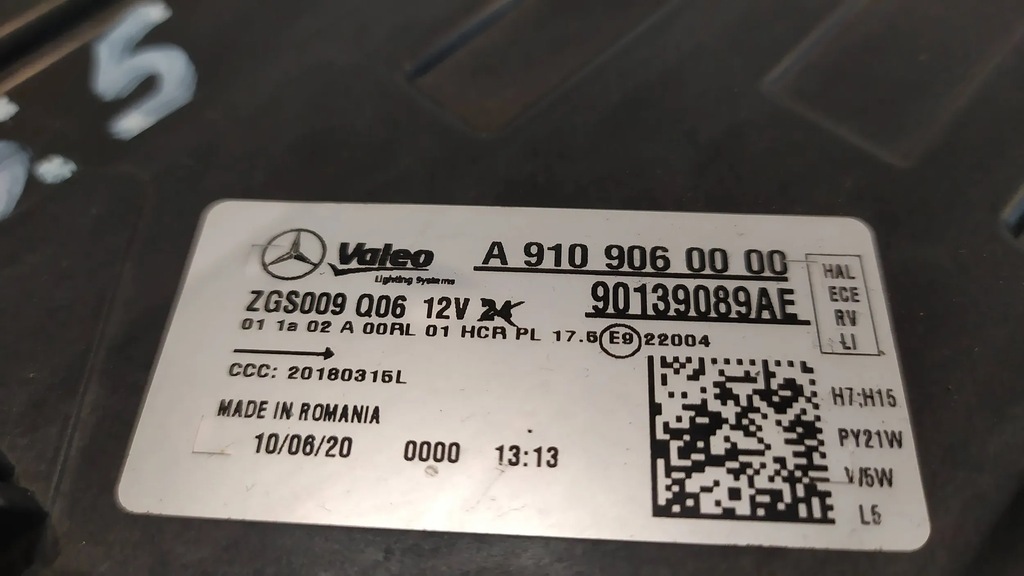 5
Valeo
Lighting Systems
A 910 906 00 00
90139089AE
HAL
ECE
RV
LI
ZGS009 Q06 12V
01 1a 02 A 00RL 01 HCR PL 17.5 E9 22004
CCC: 20180315L
H7;H15
MADE IN ROMANIA
PY21W
10/06/20 0000 13:13
W5W
L5